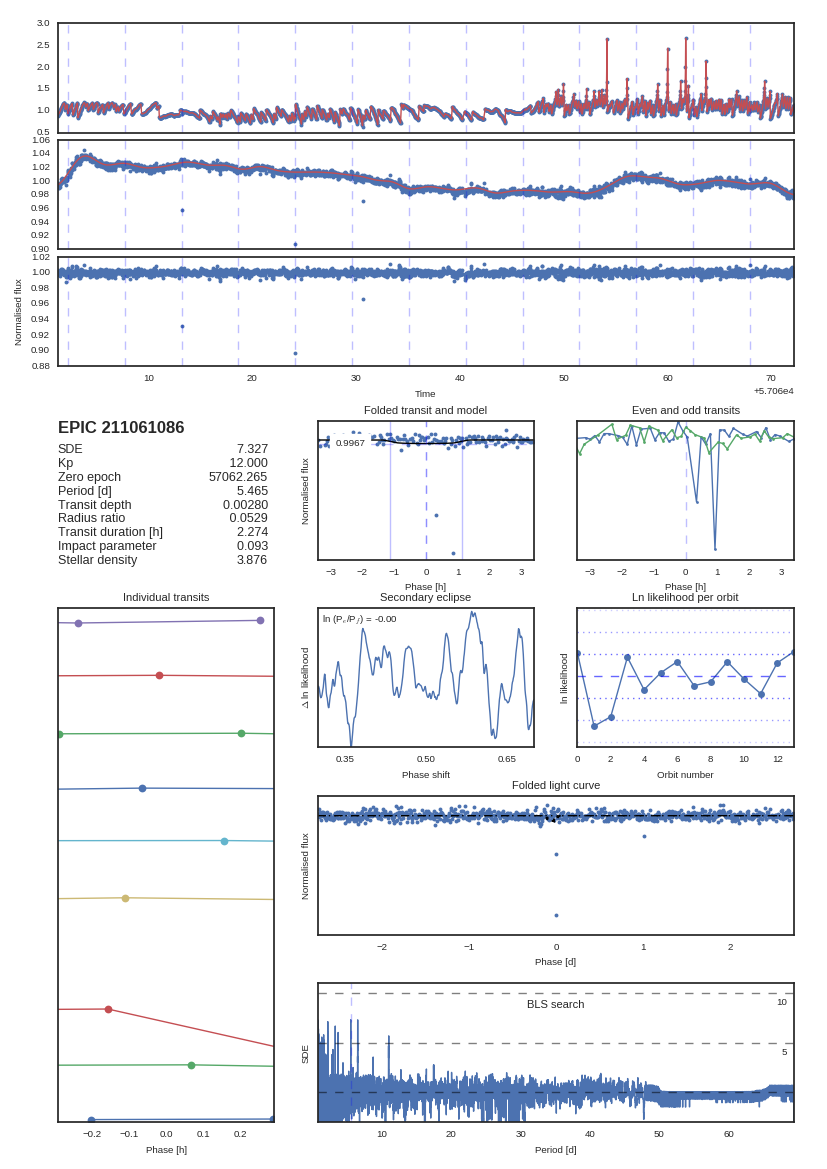 3.0
2.5
2.0
1.5
1.0
0.5
1.06
1.04
1.02
1.00
0.98
0.96
0.94
0.92
0.90
1.02
1.00
0.98
0.96
0.94
0.92
0.90
0.88
Normalised flux
10 20 30 40 50 60 70
Time
+5.706e4
EPIC 211061086
SDE 7.327
Kp 12.000
Zero epoch 57062.265
Period [d] 5.465
Transit depth 0.00280
Radius ratio 0.0529
Transit duration [h] 2.274
Impact parameter 0.093
Stellar density 3.876
Folded transit and model
0.9967
Normalised flux
−3 −2 −1 0 1 2 3
Phase [h]
Even and odd transits
−3 −2 −1 0 1 2 3
Phase [h]
Individual transits
−0.2 −0.1 0.0 0.1 0.2
Phase [h]
Secondary eclipse
Δ ln likelihood
0.35 0.50 0.65
Phase shift
Ln likelihood per orbit
ln likelihood
0 2 4 6 8 10 12
Orbit number
Folded light curve
Normalised flux
−2 −1 0 1 2
Phase [d]
BLS search
10
5
SDE
10 20 30 40 50 60
Period [d]